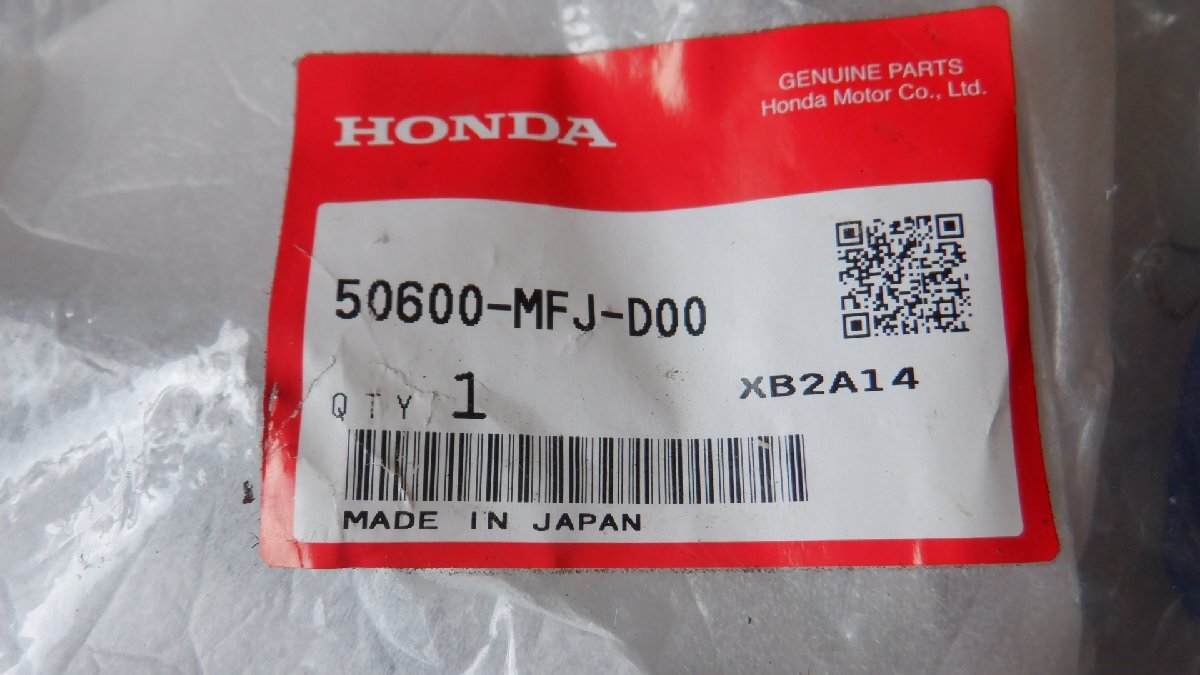 HONDA
GENUINE PARTS
Honda Motor Co., Ltd.
50600-MFJ-D00
QTY 1
XB2A14
MADE IN JAPAN